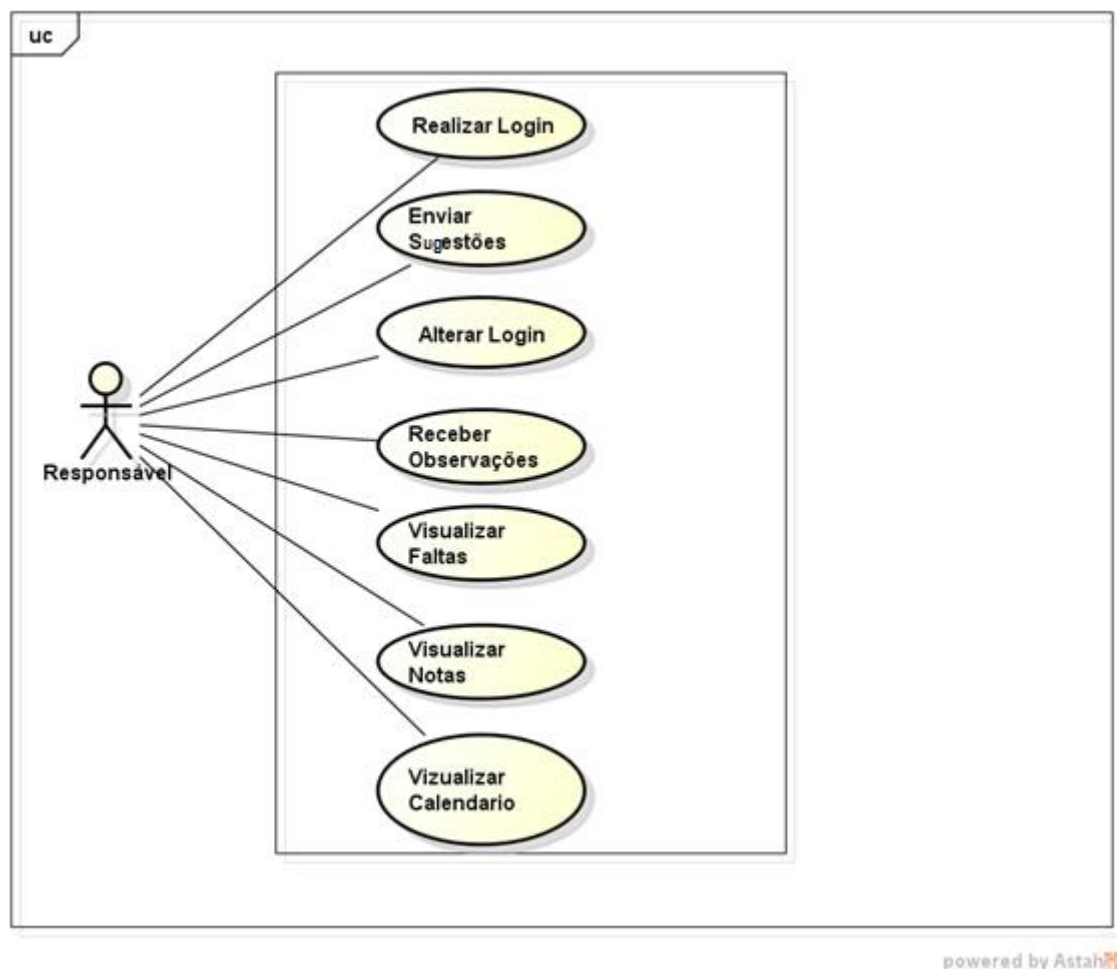 uc
Realizar Login
Enviar
Sugestões
Alterar Login
Receber
Observações
Responsável
Visualizar
Faltas
Visualizar
Notas
Vizualizar
Calendario
powered by Astah